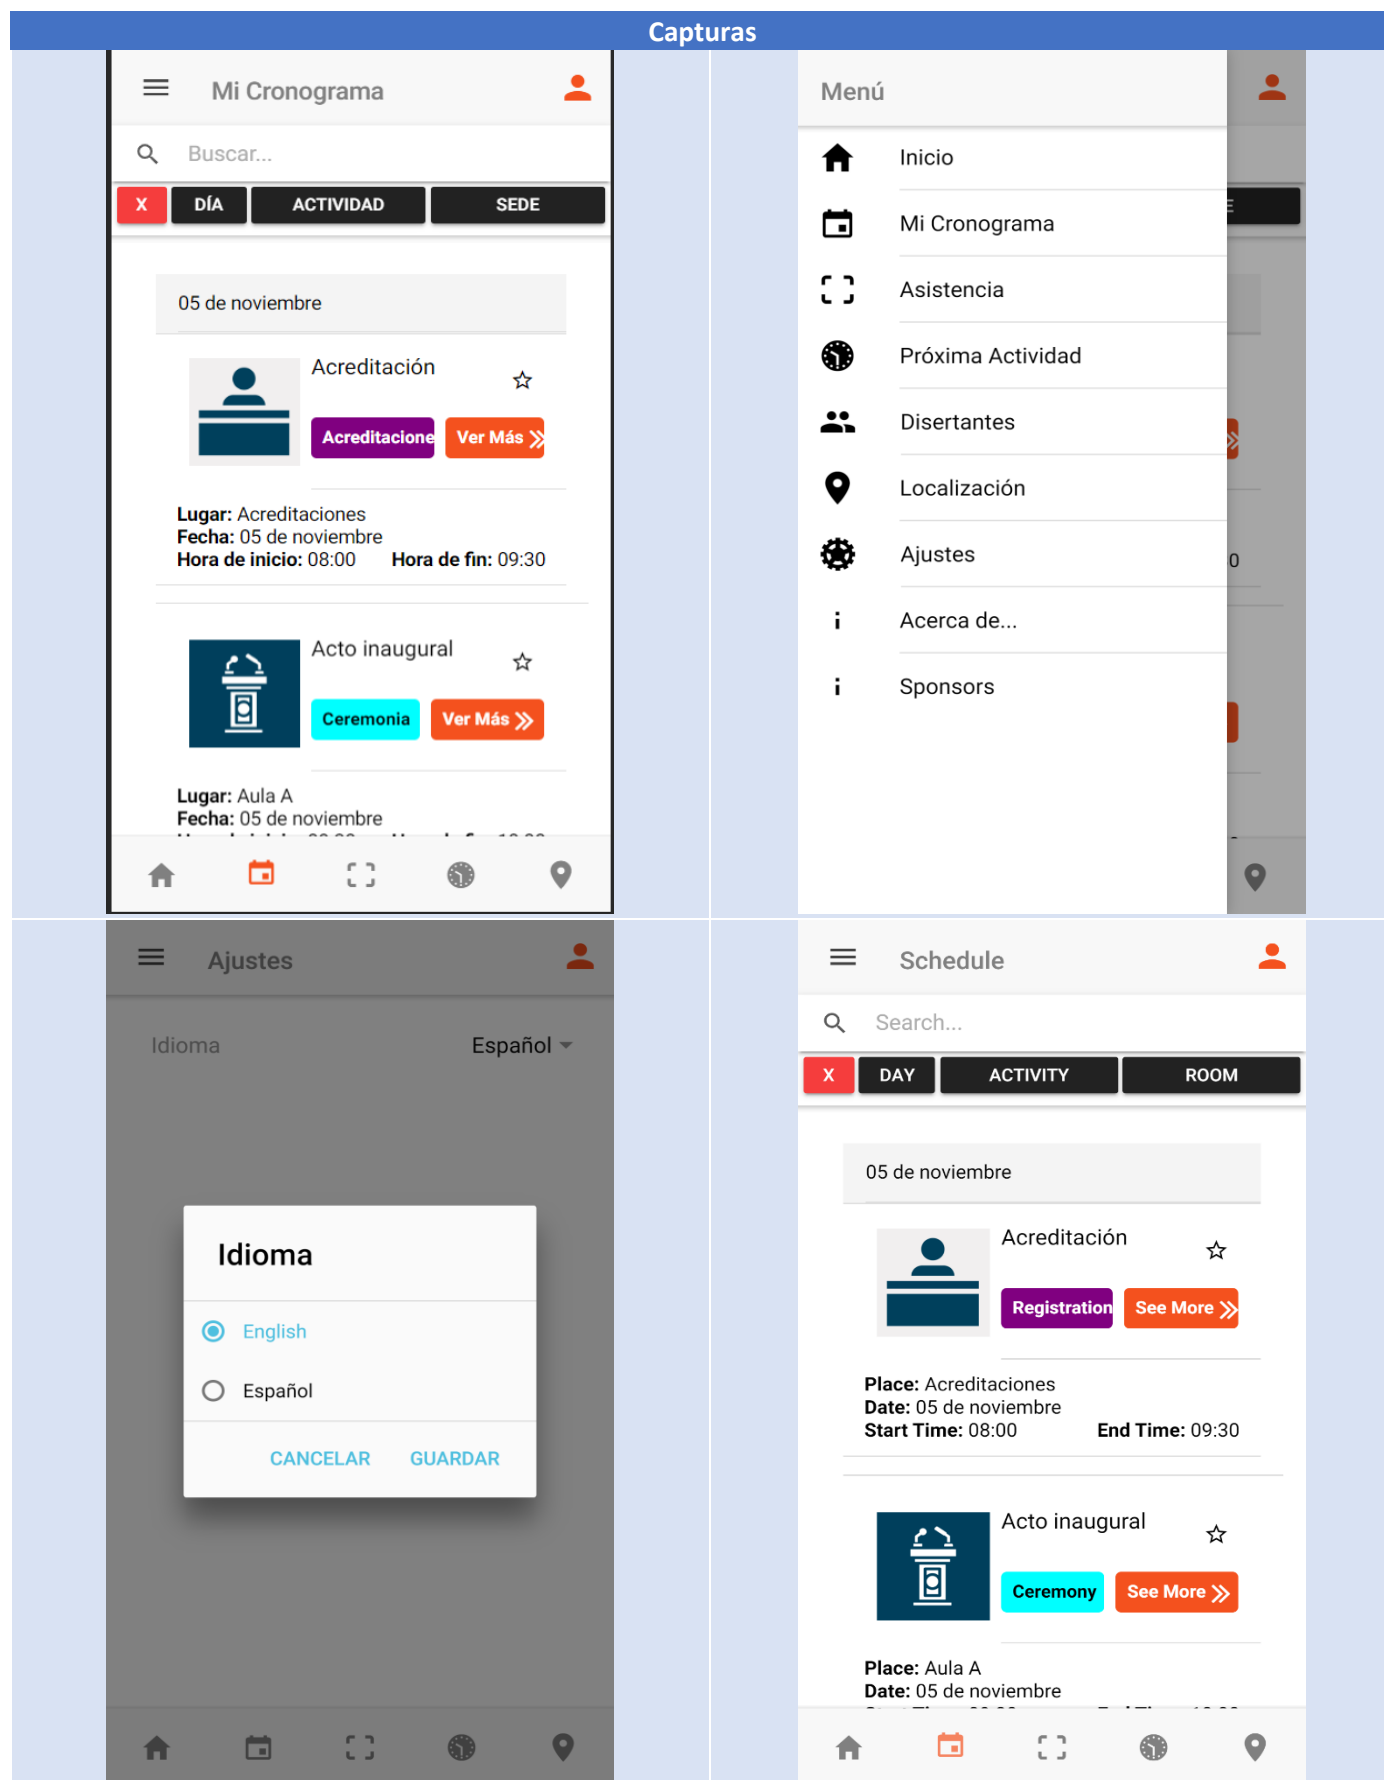 Capturas
Mi Cronograma
Buscar...
X DÍA ACTIVIDAD SEDE
05 de noviembre
Acreditación
Acreditacione Ver Más
Lugar: Acreditaciones
Fecha: 05 de noviembre
Hora de inicio: 08:00 Hora de fin: 09:30
Acto inaugural
Ceremonia Ver Más
Lugar: Aula A
Fecha: 05 de noviembre
Menú
Inicio
Mi Cronograma
Asistencia
Próxima Actividad
Disertantes
Localización
Ajustes
Acerca de...
Sponsors
Ajustes
Idioma Español
Idioma
English
Español
CANCELAR GUARDAR
Schedule
Search...
X DAY ACTIVITY ROOM
05 de noviembre
Acreditación
Registration See More
Place: Acreditaciones
Date: 05 de noviembre
Start Time: 08:00 End Time: 09:30
Acto inaugural
Ceremony See More
Place: Aula A
Date: 05 de noviembre